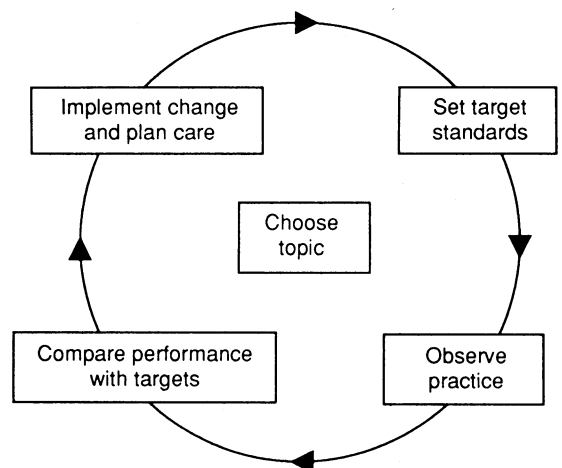 Implement change
and plan care
Set target
standards
Choose
topic
Compare performance
with targets
Observe
practice